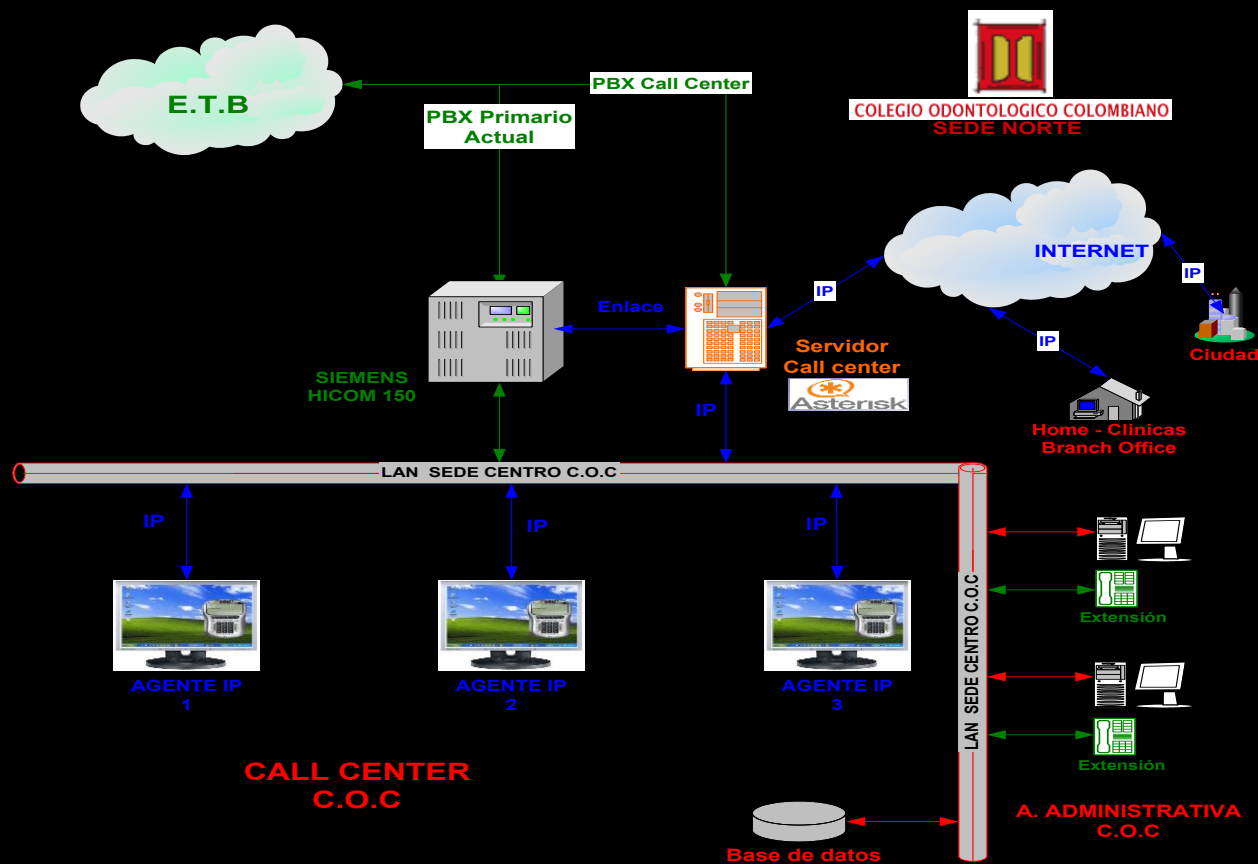 E.T.B
PBX Call Center
PBX Primario
Actual
COLEGIO ODONTOLOGICO COLOMBIANO
SEDE NORTE
INTERNET
IP
IP
IP
Ciudad
Enlace
Servidor
Call center
Asterisk
SIEMENS
HICOM 150
IP
Home - Clinicas
Branch Office
LAN SEDE CENTRO C.O.C
IP
IP
IP
AGENTE IP
1
AGENTE IP
2
AGENTE IP
3
LAN SEDE CENTRO C.O.C
Extensión
Extensión
CALL CENTER
C.O.C
A. ADMINISTRATIVA
C.O.C
Base de datos